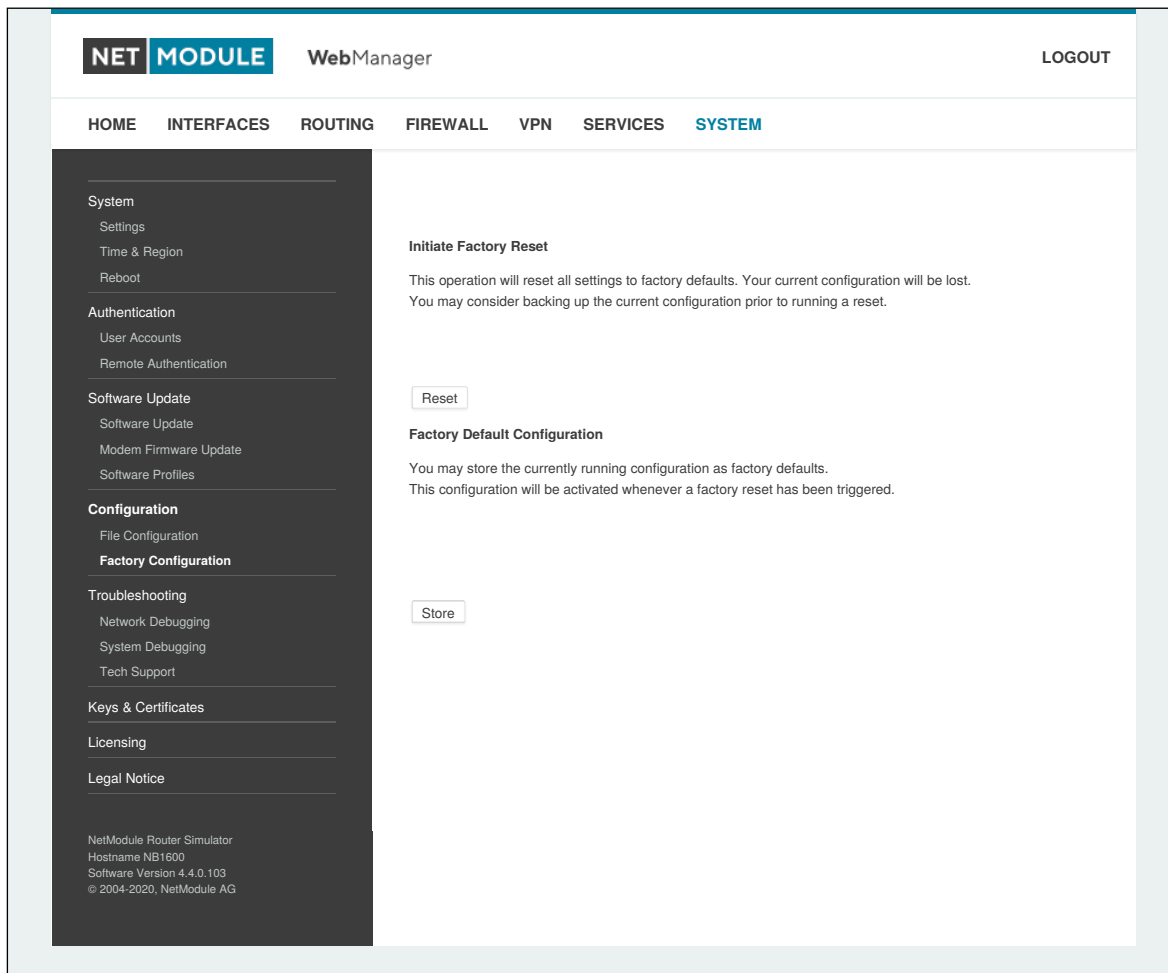 NET MODULE WebManager LOGOUT
HOME INTERFACES ROUTING FIREWALL VPN SERVICES SYSTEM
System
Settings
Time & Region
Reboot
Authentication
User Accounts
Remote Authentication
Software Update
Software Update
Modem Firmware Update
Software Profiles
Configuration
File Configuration
Factory Configuration
Troubleshooting
Network Debugging
System Debugging
Tech Support
Keys & Certificates
Licensing
Legal Notice
NetModule Router Simulator
Hostname NB1600
Software Version 4.4.0.103
© 2004-2020, NetModule AG
Initiate Factory Reset
This operation will reset all settings to factory defaults. Your current configuration will be lost.
You may consider backing up the current configuration prior to running a reset.
Reset
Factory Default Configuration
You may store the currently running configuration as factory defaults.
This configuration will be activated whenever a factory reset has been triggered.
Store